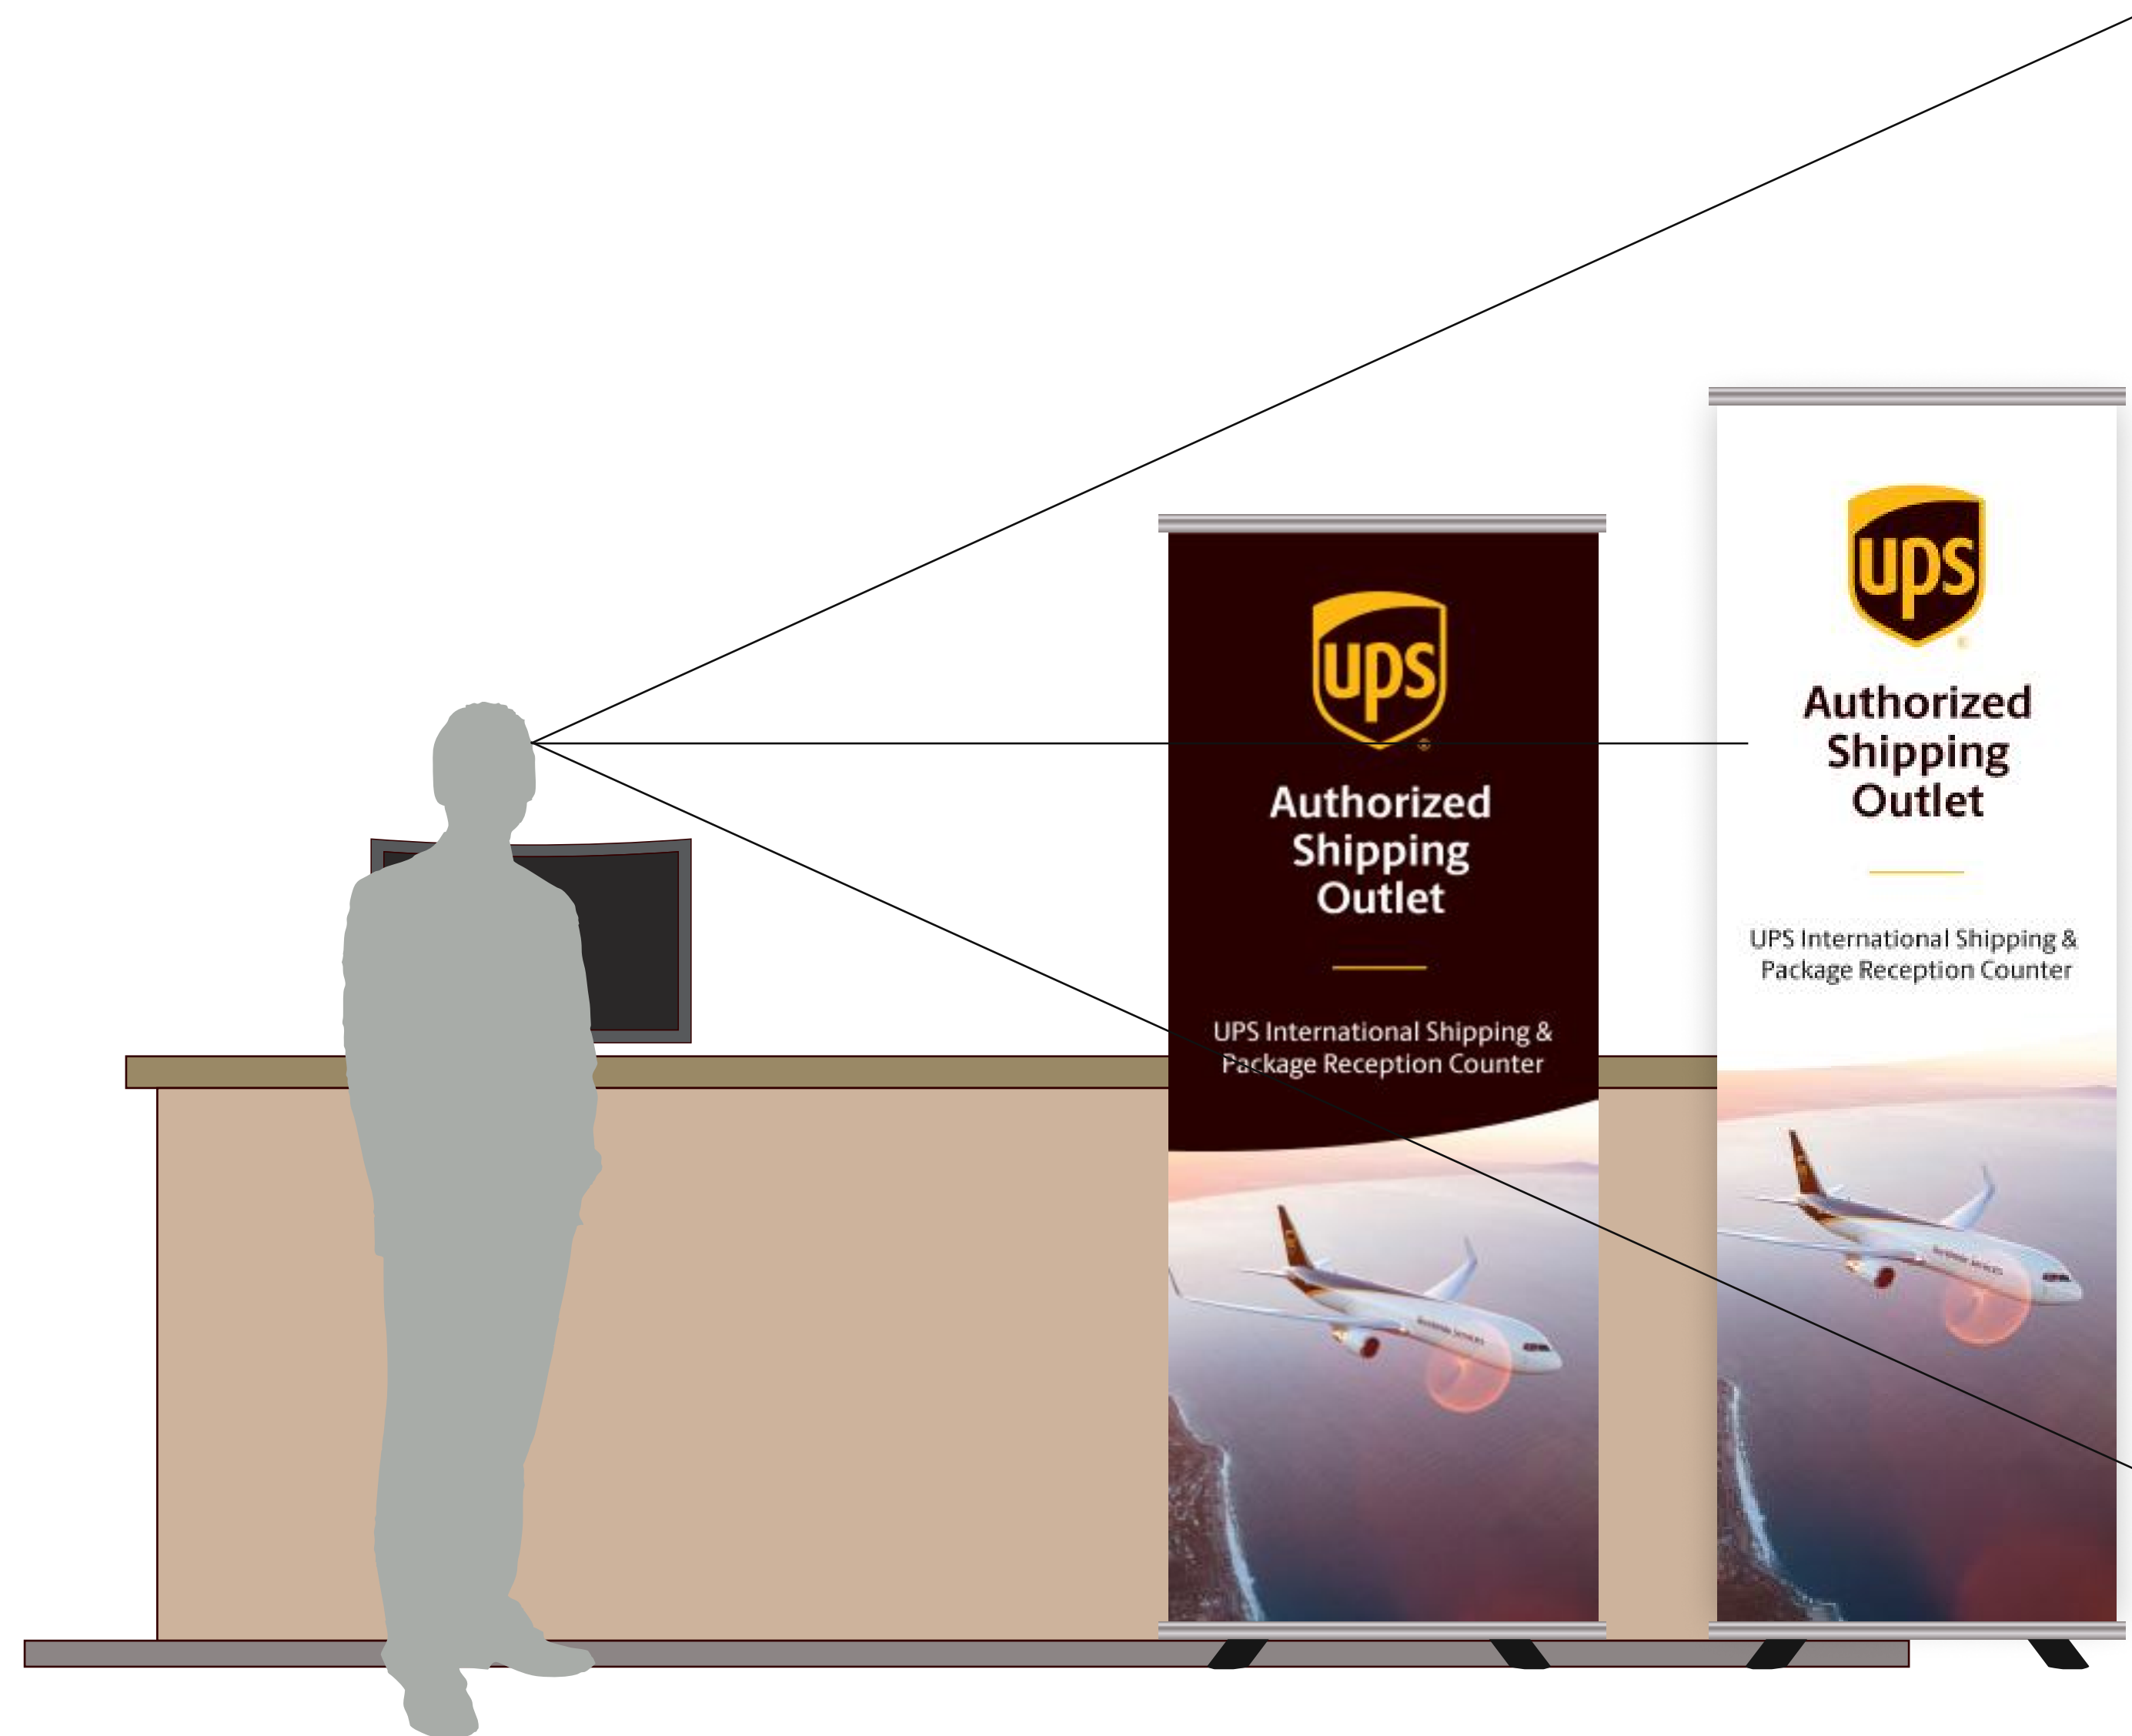 ups
Authorized
Shipping
Outlet
UPS International Shipping &
Package Reception Counter
ups
Authorized
Shipping
Outlet
UPS International Shipping &
Package Reception Counter